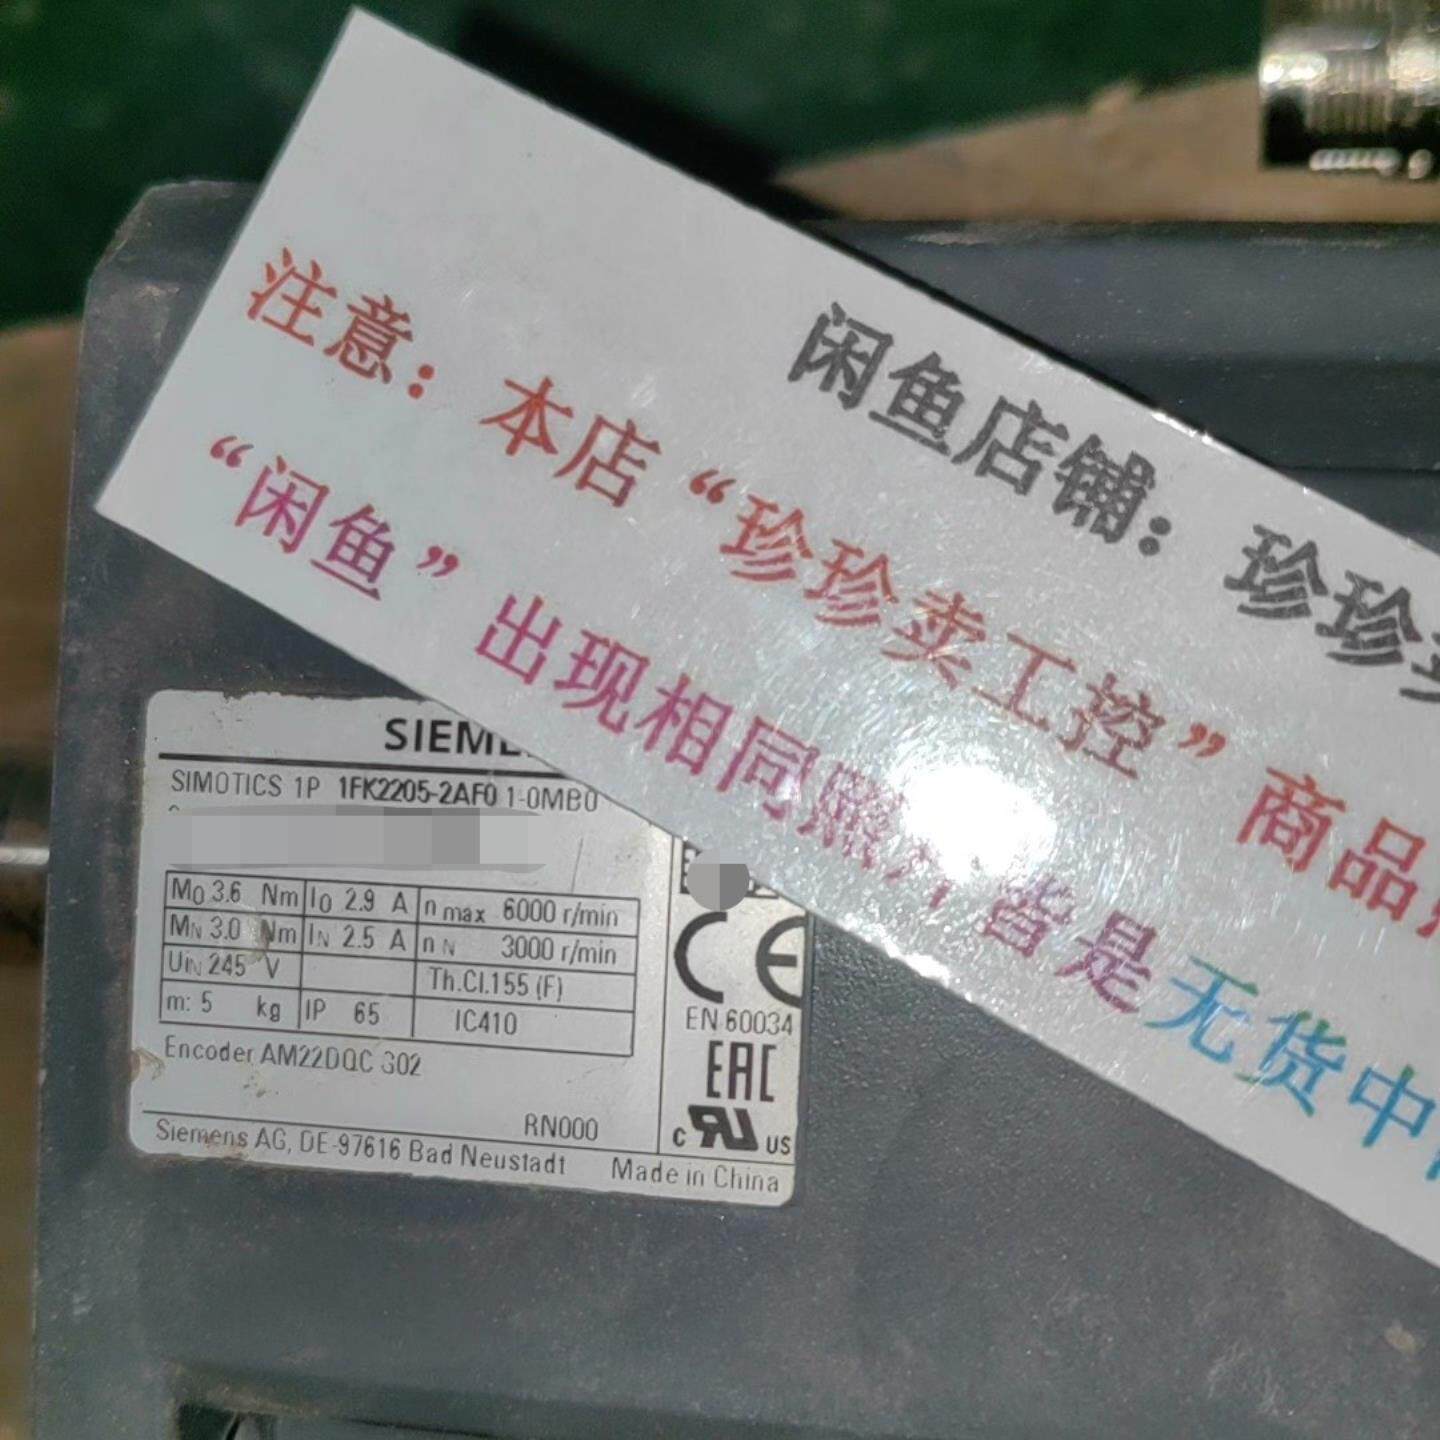 闲鱼店铺：珍珍
注意：本店“珍珍卖工控”商品
“闲鱼”出现相同照片皆是无货中
SIEME
SIMOTICS 1P 1FK2205-2AF01-0MB0
M0 3.6 Nm I0 2.9 A n max 6000 r/min
MN 3.0 Nm IN 2.5 A n N 3000 r/min
UIN 245 V Th.Cl.155 (F)
m: 5 kg IP 65 IC410
Encoder AM22DQC S02
RN000
Siemens AG, DE-97616 Bad Neustadt Made in China
CE
EN 60034
EAC
c RU US